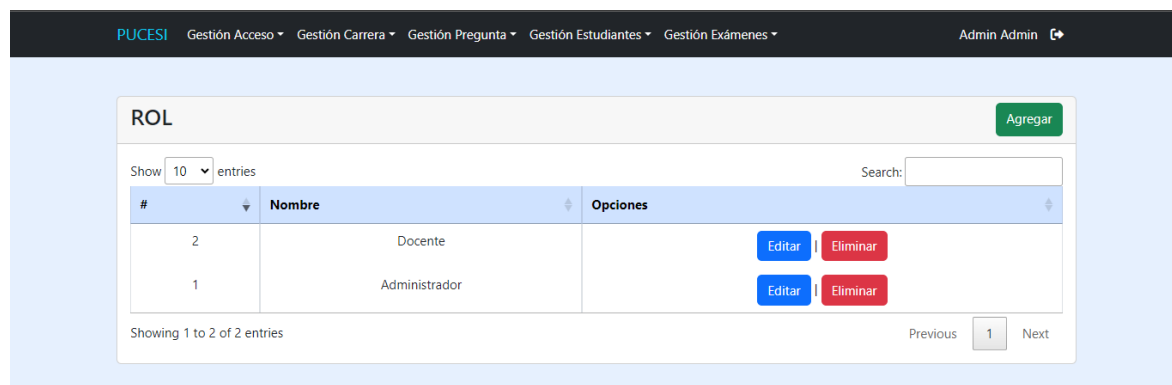 PUCESI Gestión Acceso Gestión Carrera Gestión Pregunta Gestión Estudiantes Gestión Exámenes Admin Admin
ROL Agregar
Show 10 entries Search:
# Nombre Opciones
2 Docente Editar | Eliminar
1 Administrador Editar | Eliminar
Showing 1 to 2 of 2 entries Previous 1 Next